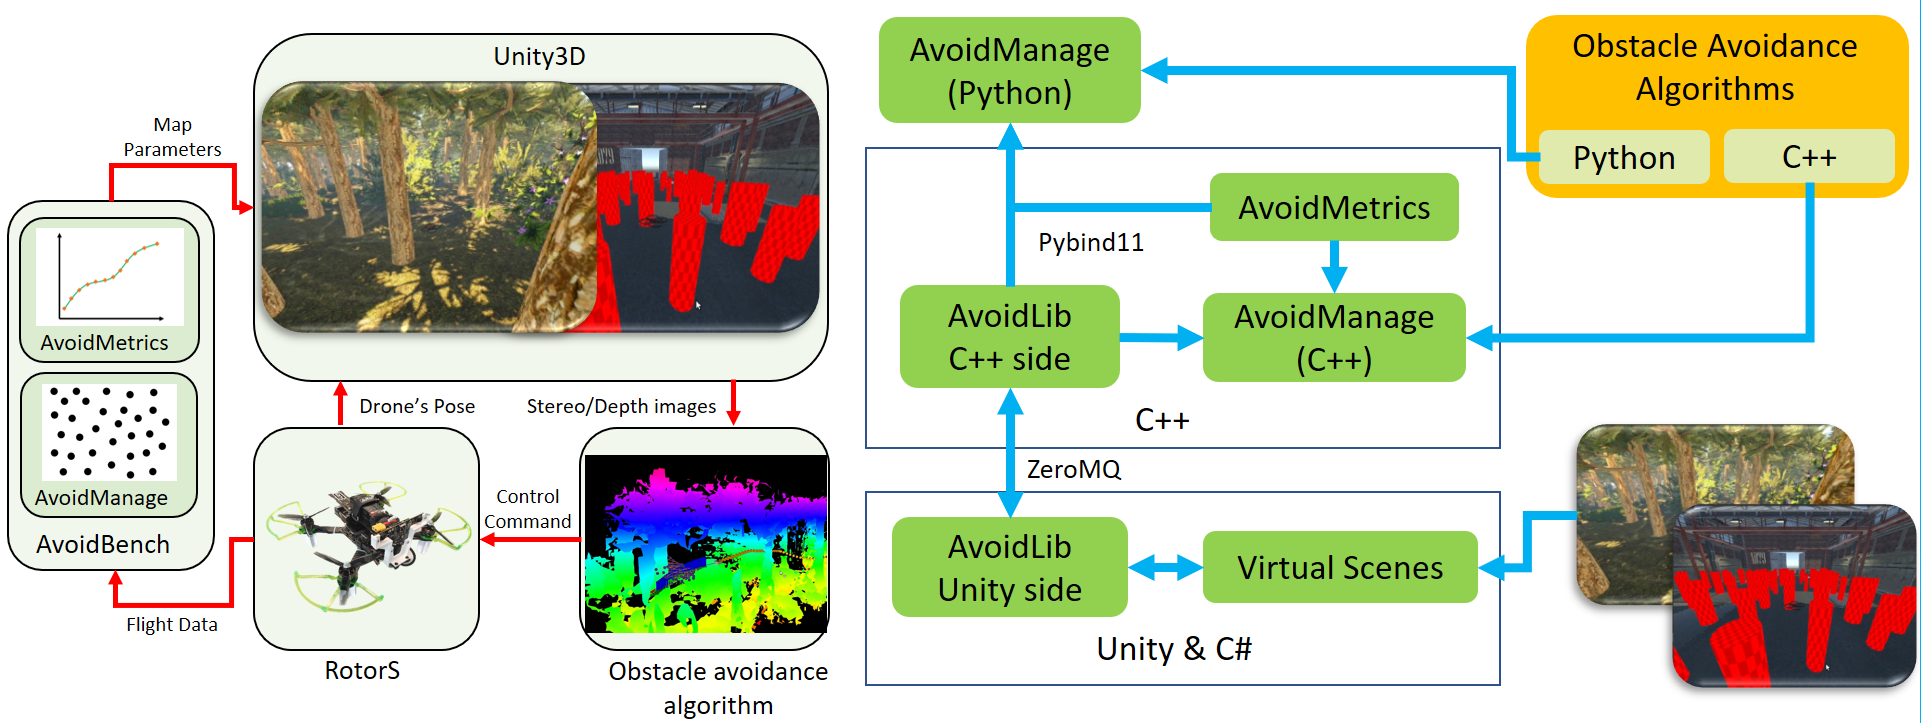 Unity3D
Map
Parameters
AvoidMetrics
AvoidManage
AvoidBench
Drone's Pose
Stereo/Depth images
Control
Command
Flight Data
RotorS
Obstacle avoidance
algorithm
AvoidManage
(Python)
Obstacle Avoidance
Algorithms
Python
C++
AvoidMetrics
Pybind11
AvoidLib
C++ side
AvoidManage
(C++)
C++
ZeroMQ
AvoidLib
Unity side
Virtual Scenes
Unity & C#